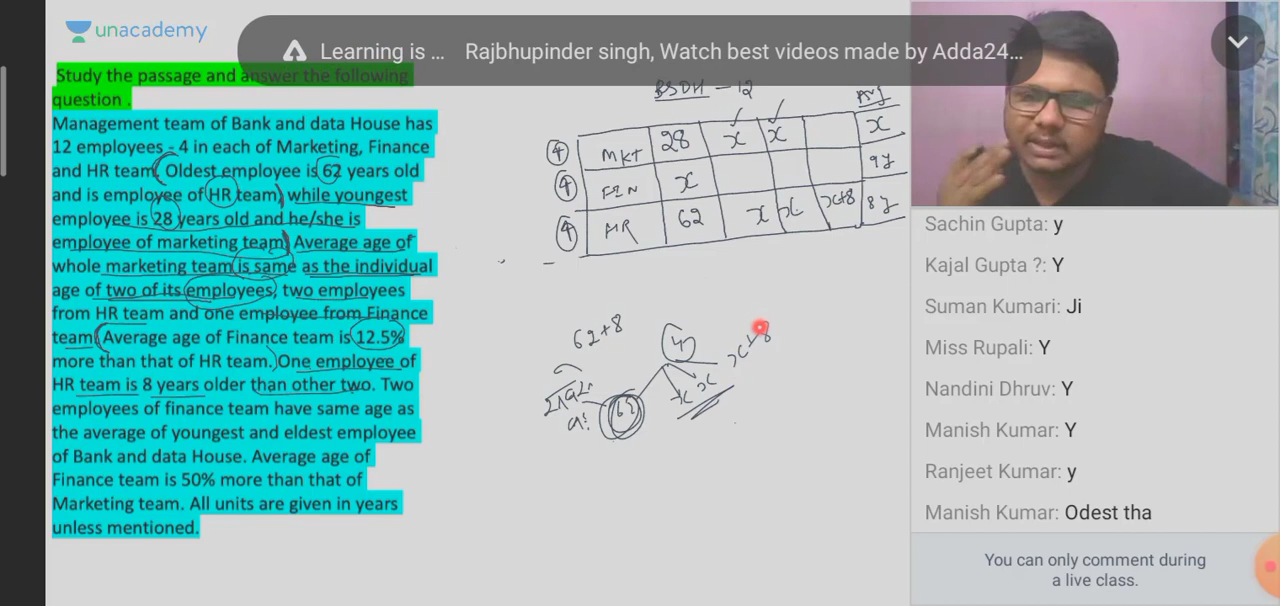 unacademy
Learning is ... Rajbhupinder singh, Watch best videos made by Adda24...
Study the passage and answer the following
question .
Management team of Bank and data House has
12 employees - 4 in each of Marketing, Finance
and HR team. Oldest employee is 62 years old
and is employee of HR team, while youngest
employee is 28 years old and he/she is
employee of marketing team. Average age of
whole marketing team is same as the individual
age of two of its employees, two employees
from HR team and one employee from Finance
team. Average age of Finance team is 12.5%
more than that of HR team. One employee of
HR team is 8 years older than other two. Two
employees of finance team have same age as
the average of youngest and eldest employee
of Bank and data House. Average age of
Finance team is 50% more than that of
Marketing team. All units are given in years
unless mentioned.
- 12
Avg
④ MKT 28 x x x
④ FIN x 9y
④ HR 62 x x x+8 8y
62+8
4
x+8
x x
62
Sachin Gupta: y
Kajal Gupta ?: Y
Suman Kumari: Ji
Miss Rupali: Y
Nandini Dhruv: Y
Manish Kumar: Y
Ranjeet Kumar: y
Manish Kumar: Odest tha
You can only comment during
a live class.